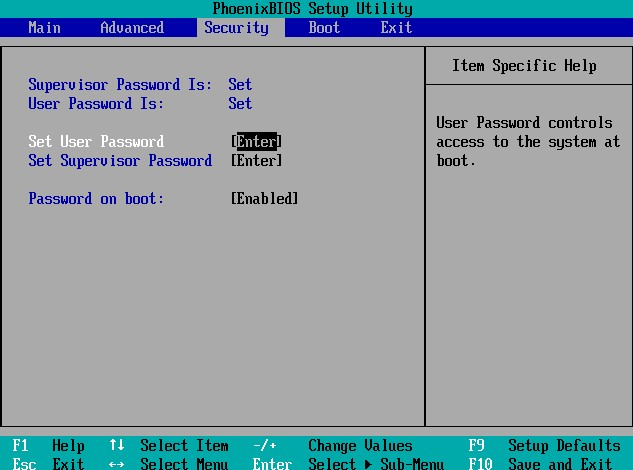 PhoenixBIOS Setup Utility
Main Advanced Security Boot Exit
Item Specific Help
Supervisor Password Is: Set
User Password Is: Set
User Password controls
access to the system at
boot.
Set User Password [Enter]
Set Supervisor Password [Enter]
Password on boot: [Enabled]
F1 Help ↑↓ Select Item -/+ Change Values F9 Setup Defaults
Esc Exit ↔ Select Menu Enter Select ▶ Sub-Menu F10 Save and Exit